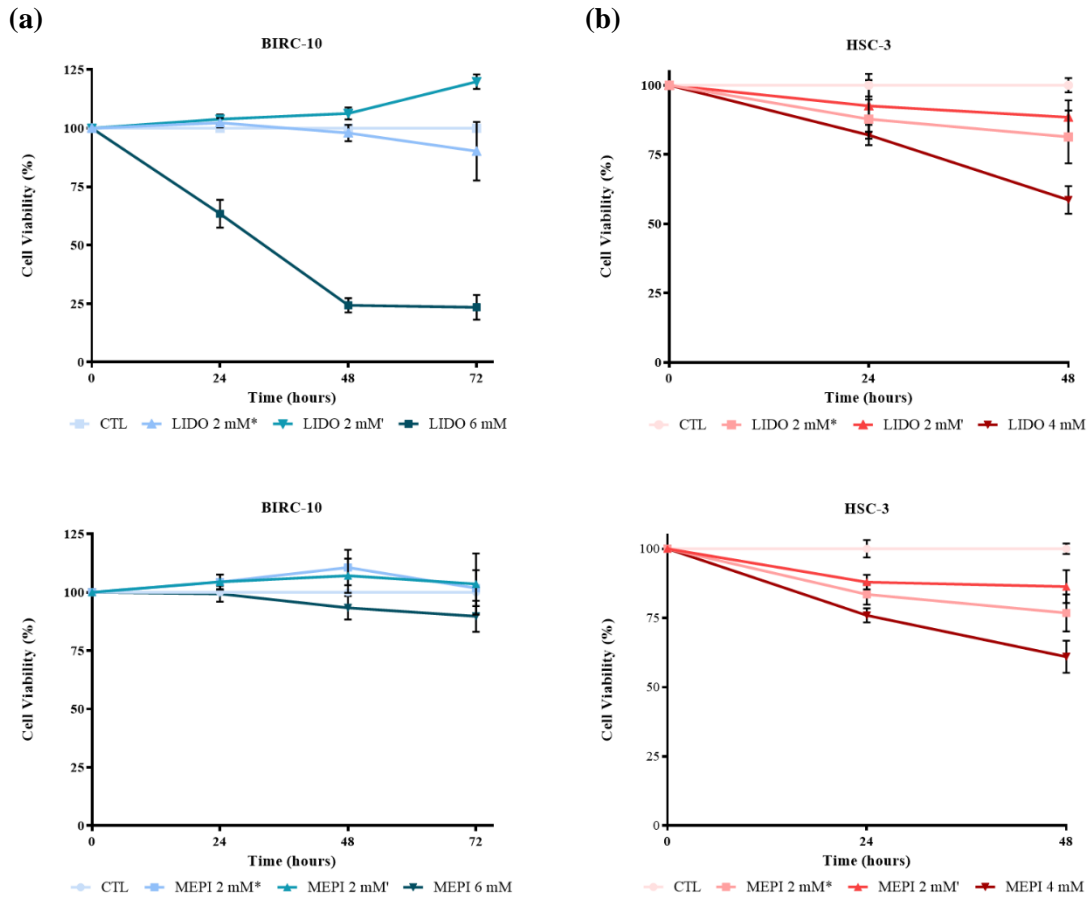 (a)
BIRC-10
Cell Viability (%)
125
100
75
50
25
0
0 24 48 72
Time (hours)
CTL LIDO 2 mM* LIDO 2 mM' LIDO 6 mM
(b)
HSC-3
Cell Viability (%)
100
75
50
25
0
0 24 48
Time (hours)
CTL LIDO 2 mM* LIDO 2 mM' LIDO 4 mM
BIRC-10
Cell Viability (%)
125
100
75
50
25
0
0 24 48 72
Time (hours)
CTL MEPI 2 mM* MEPI 2 mM' MEPI 6 mM
HSC-3
Cell Viability (%)
100
75
50
25
0
0 24 48
Time (hours)
CTL MEPI 2 mM* MEPI 2 mM' MEPI 4 mM